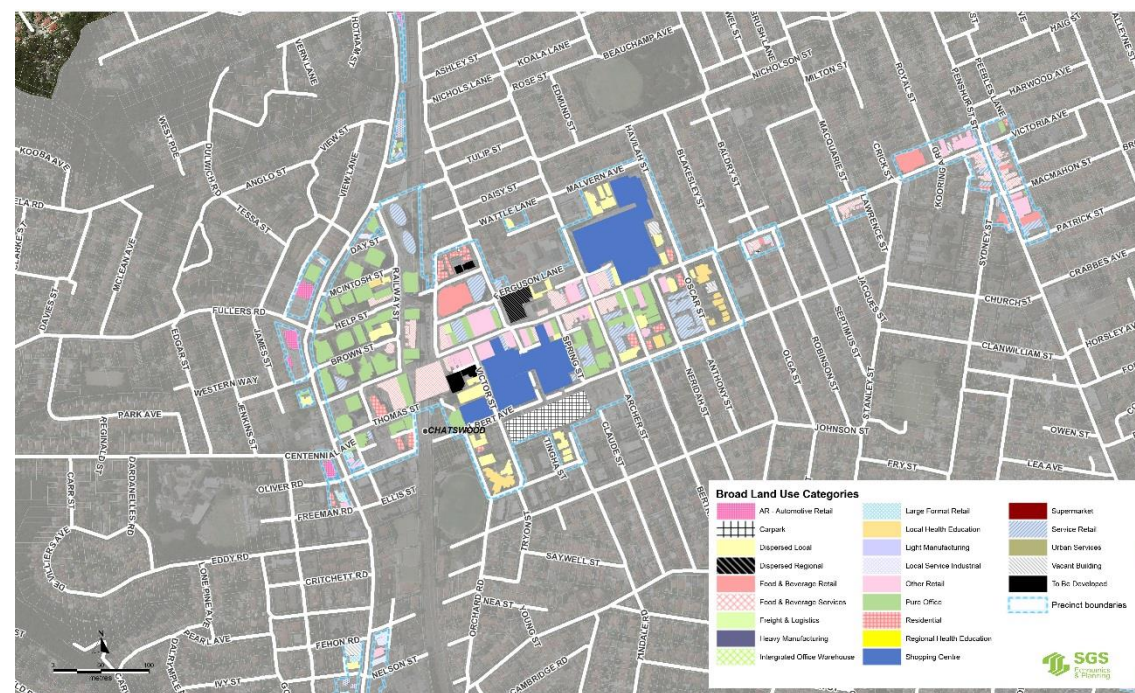 HOTHAM ST
VERN LANE
ASHLEY ST
KOALA LANE
BEAUCHAMP AVE
NICHOLS LANE
ROSE ST
EDMUND ST
BRUSH LANE
NICHOLSON ST
MILTON ST
ROYAL ST
HAIG ST
PENSHURST ST
PEEBLES LANE
HARWOOD AVE
VICTORIA AVE
WEST PDE
DULWICH RD
VIEW ST
VIEW LANE
ANGLO ST
KOOBA AVE
TULIP ST
HAVILAH ST
BLAKESLEY ST
BALDRY ST
MACQUARIE ST
CRICK ST
KOORINGA RD
MACMAHON ST
MALVERN AVE
DAISY ST
WATTLE LANE
TESSA ST
DAY ST
LAWRENCE ST
SYDNEY ST
PATRICK ST
CLARKE ST
MCLEAN AVE
MCINTOSH ST
RAILWAY ST
FERGUSON LANE
OSCAR ST
CRABBES AVE
DAVIES ST
FULLERS RD
HELP ST
JACQUES ST
CHURCH ST
EDGAR ST
JAMES ST
BROWN ST
SPRING ST
SEPTIMUS ST
CLANWILLIAM ST
HORSLEY AV
WESTERN WAY
VICTOR ST
OLGA ST
ROBINSON ST
PARK AVE
JENKINS ST
THOMAS ST
ANTHONY ST
NERIDAH ST
STANLEY ST
REGINALD ST
CHATSWOOD
ARCHER ST
JOHNSON ST
OWEN ST
DARDANELLES RD
CENTENNIAL AVE
CLAUDE ST
FRY ST
LEA AVE
CARR ST
OLIVER RD
ELLIS ST
FREEMAN RD
TRYON ST
DE VILLIERS AVE
EDDY RD
SAYWELL ST
CRITCHETT RD
LONE PINE AVE
ORCHARD RD
NEA ST
YOUNG ST
PEARL AVE
FEHON RD
DALRYMPLE
IVY ST
NELSON ST
CAMBRIDGE RD
N
100
metres
Broad Land Use Categories
AR - Automotive Retail
Carpark
Dispersed Local
Dispersed Regional
Food & Beverage Retail
Food & Beverage Services
Freight & Logistics
Heavy Manufacturing
Intergrated Office Warehouse
Large Format Retail
Local Health Education
Light Manufacturing
Local Service Industrial
Other Retail
Pure Office
Residential
Regional Health Education
Shopping Centre
Supermarket
Service Retail
Urban Services
Vacant Building
To Be Developed
Precinct boundaries
SGS
Economics
& Planning